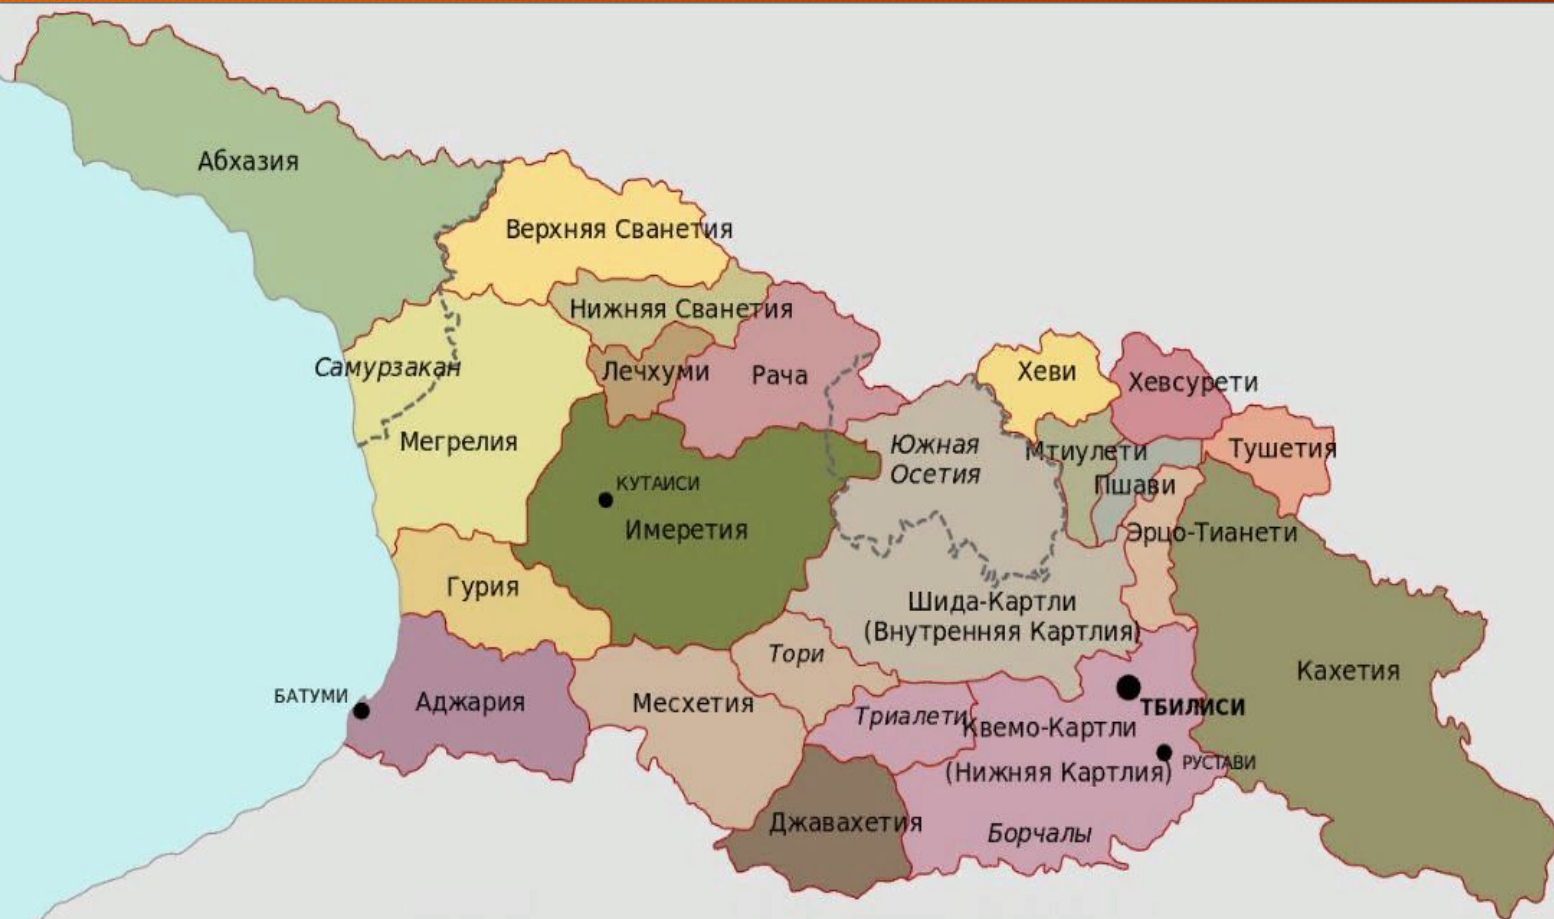 Абхазия
Верхняя Сванетия
Нижняя Сванетия
Самурзакан
Лечхуми
Рача
Хеви
Хевсурети
Мегрелия
Южная
Осетия
Мтиулети
Тушетия
Пшави
КУТАИСИ
Имеретия
Эрцо-Тианети
Гурия
Шида-Картли
(Внутренняя Картлия)
Тори
Кахетия
БАТУМИ
Аджария
Месхетия
ТБИЛИСИ
Триалети
Квемо-Картли
(Нижняя Картлия)
РУСТАВИ
Джавахетия
Борчалы